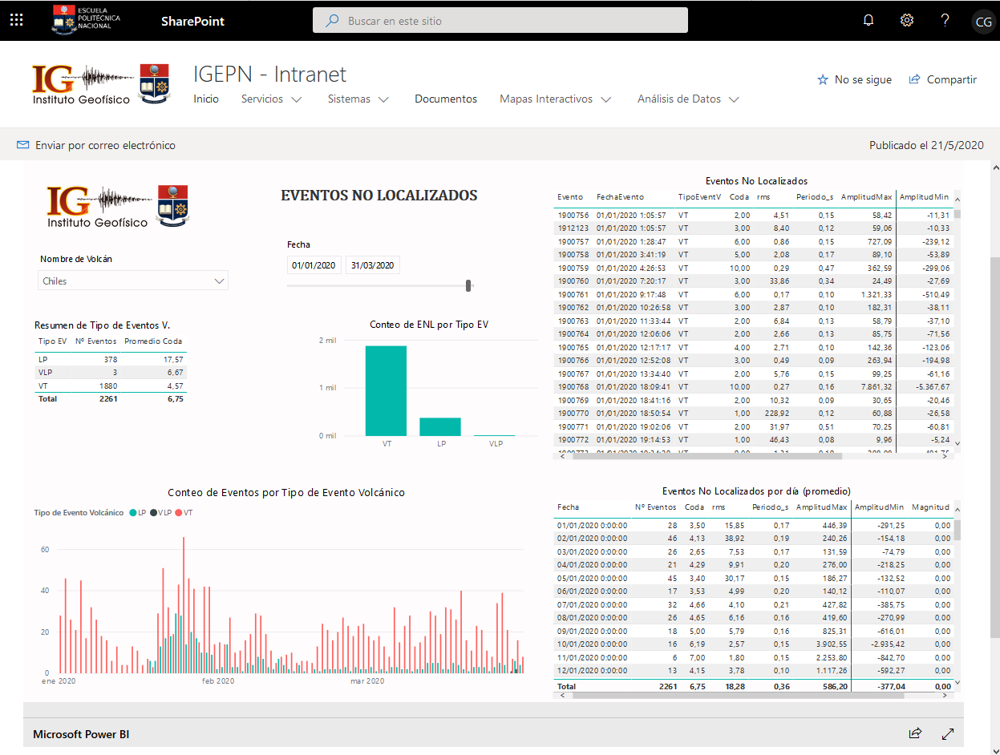 ESCUELA
POLITÉCNICA
NACIONAL
SharePoint
Buscar en este sitio
CG
IG
Instituto Geofísico
IGEPN - Intranet
Inicio Servicios Sistemas Documentos Mapas Interactivos Análisis de Datos
No se sigue Compartir
Enviar por correo electrónico
Publicado el 21/5/2020
IG
Instituto Geofísico
EVENTOS NO LOCALIZADOS
Nombre de Volcán
Chiles
Fecha
01/01/2020 31/03/2020
Resumen de Tipo de Eventos V.
Tipo EV Nº Eventos Promedio Coda
LP 378 17,57
VLP 3 6,67
VT 1880 4,57
Total 2261 6,75
Conteo de ENL por Tipo EV
2 mil
1 mil
0 mil
VT LP VLP
Eventos No Localizados
Evento FechaEvento TipoEventV Coda rms Periodo_s AmplitudMax AmplitudMin
1900756 01/01/2020 1:05:57 VT 2,00 4,51 0,15 58,42 -11,31
1912123 01/01/2020 1:05:57 VT 3,00 8,40 0,12 59,06 -10,33
1900757 01/01/2020 1:28:47 VT 6,00 0,86 0,15 727,09 -239,12
1900758 01/01/2020 3:41:19 VT 5,00 2,08 0,17 89,10 -53,89
1900759 01/01/2020 4:26:53 VT 10,00 0,29 0,47 362,59 -299,06
1900760 01/01/2020 7:20:17 VT 3,00 33,86 0,34 24,49 -27,69
1900761 01/01/2020 9:17:48 VT 6,00 0,17 0,10 1.321,33 -510,49
1900762 01/01/2020 10:26:58 VT 3,00 2,87 0,10 182,31 -38,11
1900763 01/01/2020 11:33:44 VT 2,00 6,84 0,13 58,79 -37,10
1900764 01/01/2020 12:06:06 VT 2,00 2,66 0,13 85,75 -71,56
1900765 01/01/2020 12:17:17 VT 4,00 2,71 0,10 142,36 -123,06
1900766 01/01/2020 12:52:08 VT 3,00 0,49 0,09 263,94 -194,98
1900767 01/01/2020 13:34:40 VT 2,00 5,76 0,15 99,25 -61,16
1900768 01/01/2020 18:09:41 VT 10,00 0,27 0,16 7.861,32 -5.367,67
1900769 01/01/2020 18:41:16 VT 2,00 10,32 0,09 30,65 -20,46
1900770 01/01/2020 18:50:54 VT 1,00 228,92 0,12 60,88 -26,58
1900771 01/01/2020 19:02:06 VT 2,00 31,97 0,51 70,25 -60,81
1900772 01/01/2020 19:14:53 VT 1,00 46,43 0,08 9,96 -5,24
Conteo de Eventos por Tipo de Evento Volcánico
Tipo de Evento Volcánico LP VLP VT
60
40
20
0
ene 2020 feb 2020 mar 2020
Eventos No Localizados por día (promedio)
Fecha Nº Eventos Coda rms Periodo_s AmplitudMax AmplitudMin Magnitud
01/01/2020 0:00:00 28 3,50 15,85 0,17 446,39 -291,25 0,00
02/01/2020 0:00:00 46 4,13 38,92 0,19 240,26 -154,18 0,00
03/01/2020 0:00:00 26 2,65 7,53 0,17 131,59 -74,79 0,00
04/01/2020 0:00:00 21 4,29 9,91 0,20 276,00 -218,25 0,00
05/01/2020 0:00:00 45 3,40 30,17 0,15 186,27 -132,52 0,00
06/01/2020 0:00:00 17 3,53 4,99 0,20 140,12 -110,07 0,00
07/01/2020 0:00:00 32 4,66 4,10 0,21 427,82 -385,75 0,00
08/01/2020 0:00:00 26 4,65 6,16 0,16 419,60 -270,99 0,00
09/01/2020 0:00:00 18 5,00 5,79 0,16 825,31 -616,01 0,00
10/01/2020 0:00:00 16 6,19 2,57 0,15 3.902,55 -2.935,42 0,00
11/01/2020 0:00:00 6 7,00 1,80 0,15 2.253,80 -842,70 0,00
12/01/2020 0:00:00 13 4,15 3,78 0,10 1.117,26 -592,27 0,00
Total 2261 6,75 18,28 0,36 586,20 -377,04 0,00
Microsoft Power BI